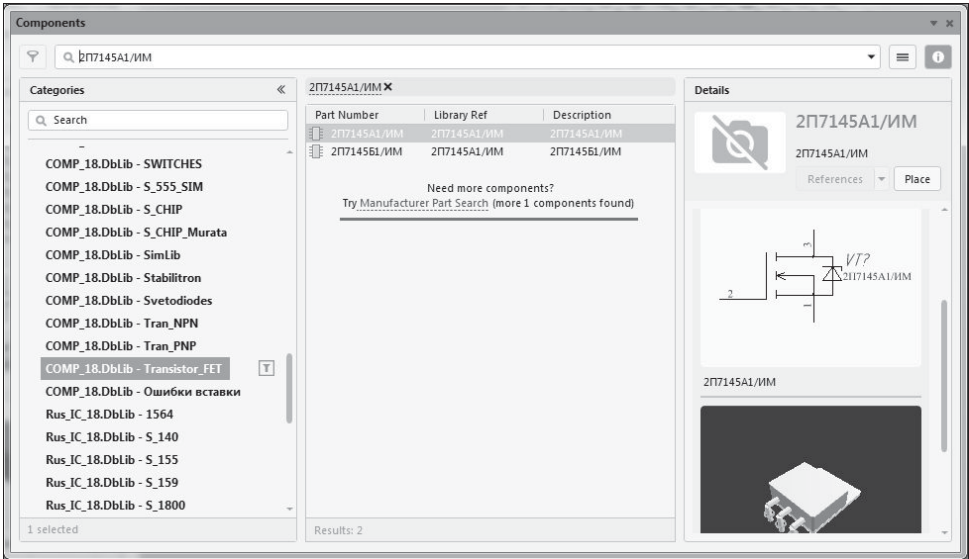 Components
2П7145А1/ИМ
Categories
Search
COMP_18.DbLib - SWITCHES
COMP_18.DbLib - S_555_SIM
COMP_18.DbLib - S_CHIP
COMP_18.DbLib - S_CHIP_Murata
COMP_18.DbLib - SimLib
COMP_18.DbLib - Stabilitron
COMP_18.DbLib - Svetodiodes
COMP_18.DbLib - Tran_NPN
COMP_18.DbLib - Tran_PNP
COMP_18.DbLib - Transistor_FET
T
COMP_18.DbLib - Ошибки вставки
Rus_IC_18.DbLib - 1564
Rus_IC_18.DbLib - S_140
Rus_IC_18.DbLib - S_155
Rus_IC_18.DbLib - S_159
Rus_IC_18.DbLib - S_1800
1 selected
2П7145А1/ИМ
Part Number Library Ref Description
2П7145А1/ИМ 2П7145А1/ИМ 2П7145А1/ИМ
2П7145Б1/ИМ 2П7145А1/ИМ 2П7145Б1/ИМ
Need more components?
Try Manufacturer Part Search (more 1 components found)
Results: 2
Details
2П7145А1/ИМ
2П7145А1/ИМ
References Place
3
VT?
2П7145А1/ИМ
2
1
2П7145А1/ИМ